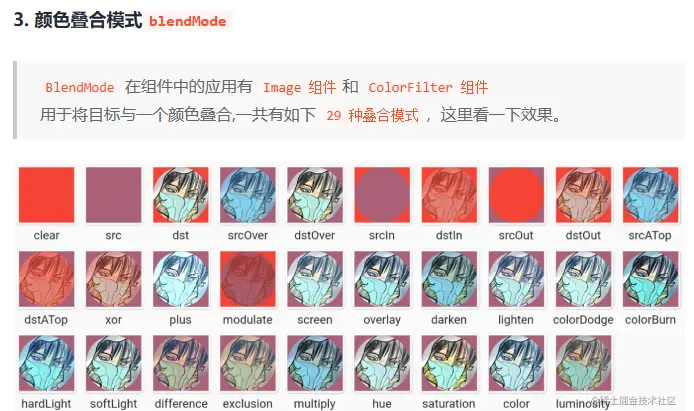 3. 颜色叠合模式 blendMode
BlendMode 在组件中的应用有 Image 组件 和 ColorFilter 组件
用于将目标与一个颜色叠合,一共有如下 29 种叠合模式 ,这里看一下效果。
clear src dst srcOver dstOver srcIn dstIn srcOut dstOut srcATop
dstATop xor plus modulate screen overlay darken lighten colorDodge colorBurn
hardLight softLight difference exclusion multiply hue saturation color luminosity
@稀土掘金技术社区